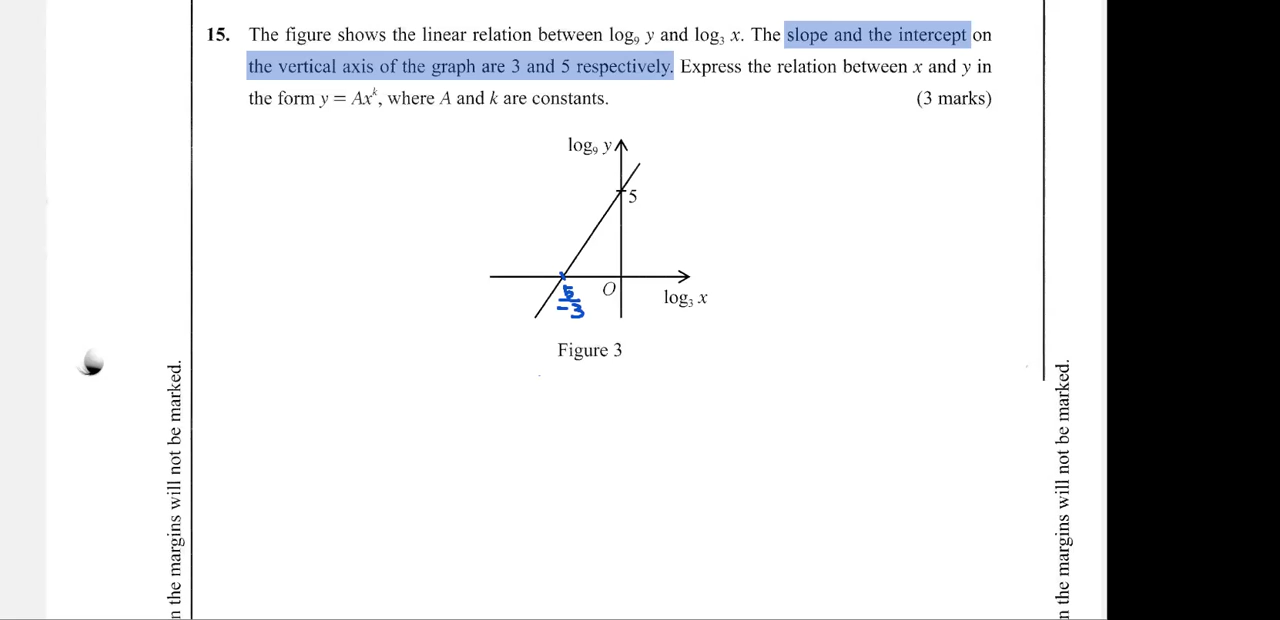 15. The figure shows the linear relation between log₉ y and log₃ x. The slope and the intercept on
the vertical axis of the graph are 3 and 5 respectively. Express the relation between x and y in
the form y = Axᵏ, where A and k are constants. (3 marks)
log₉ y
5
O
log₃ x
5
-3
Figure 3
n the margins will not be marked.
n the margins will not be marked.